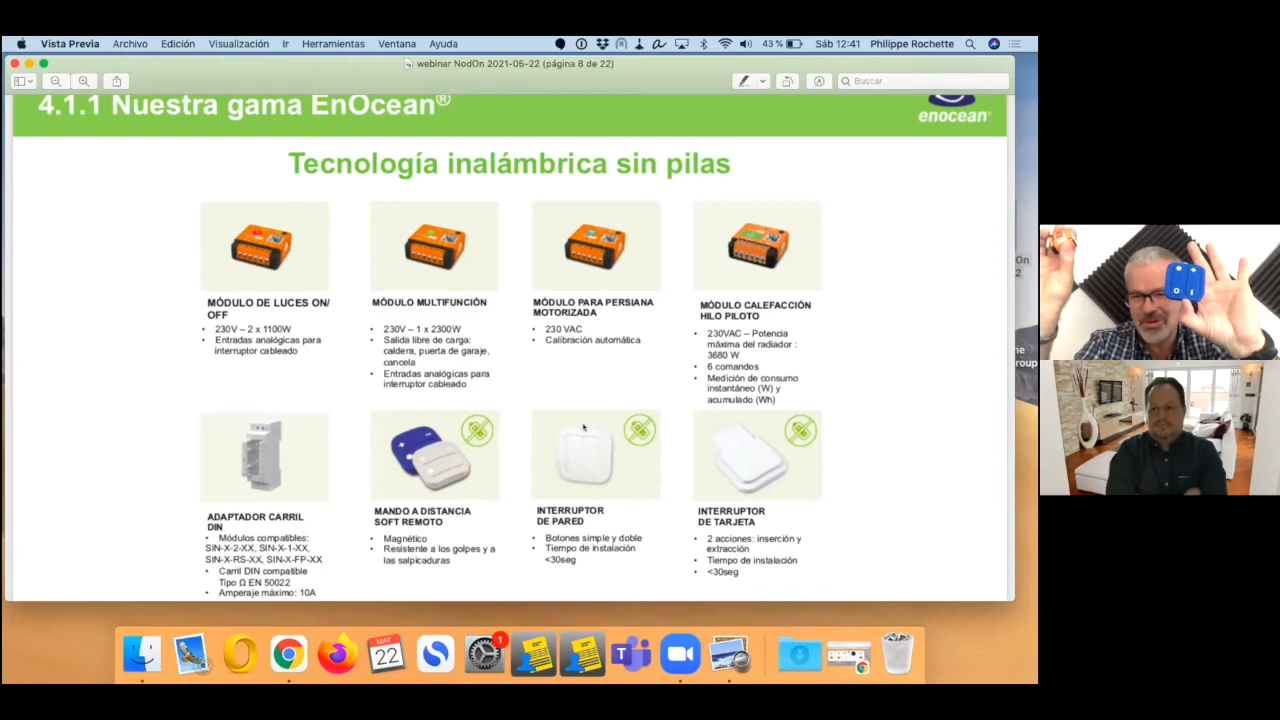 Vista Previa Archivo Edición Visualización Ir Herramientas Ventana Ayuda 43 % Sáb 12:41 Philippe Rochette
webinar NodOn 2021-05-22 (página 8 de 22)
Buscar
4.1.1 Nuestra gama EnOcean®
enocean®
Tecnología inalámbrica sin pilas
MÓDULO DE LUCES ON/
OFF
• 230V – 2 x 1100W
• Entradas analógicas para
interruptor cableado
MÓDULO MULTIFUNCIÓN
• 230V – 1 x 2300W
• Salida libre de carga:
caldera, puerta de garaje,
cancela
• Entradas analógicas para
interruptor cableado
MÓDULO PARA PERSIANA
MOTORIZADA
• 230 VAC
• Calibración automática
MÓDULO CALEFACCIÓN
HILO PILOTO
• 230VAC – Potencia
máxima del radiador :
3680 W
• 6 comandos
• Medición de consumo
instantáneo (W) y
acumulado (Wh)
ADAPTADOR CARRIL
DIN
• Módulos compatibles:
SIN-X-2-XX, SIN-X-1-XX,
SIN-X-RS-XX, SIN-X-FP-XX
• Carril DIN compatible
Tipo Ω EN 50022
• Amperaje máximo: 10A
MANDO A DISTANCIA
SOFT REMOTO
• Magnético
• Resistente a los golpes y a
las salpicaduras
INTERRUPTOR
DE PARED
• Botones simple y doble
• Tiempo de instalación
<30seg
INTERRUPTOR
DE TARJETA
• 2 acciones: inserción y
extracción
• Tiempo de instalación
• <30seg
On
2
ne
roup
MAY
22
1
T